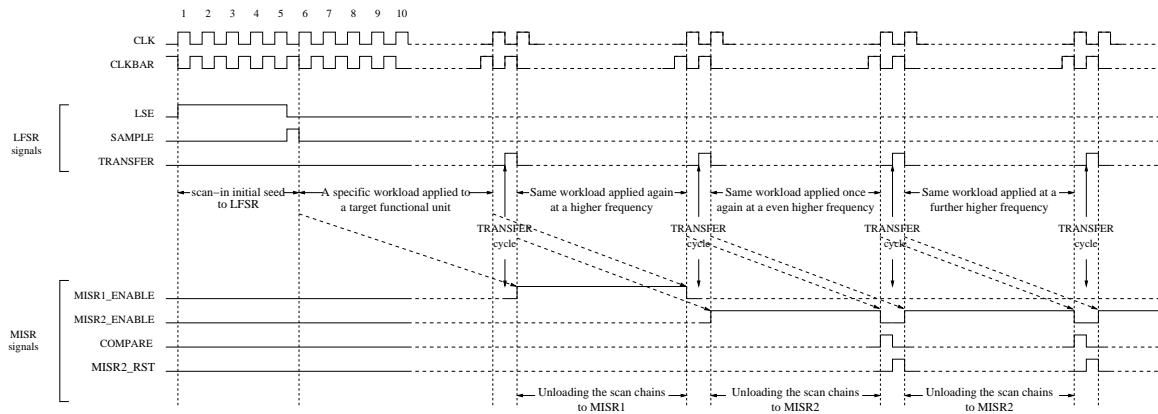 1 2 3 4 5 6 7 8 9 10
CLK
CLKBAR
LFSR
signals
LSE
SAMPLE
TRANSFER
scan-in initial seed
to LFSR
A specific workload applied to
a target functional unit
Same workload applied again
at a higher frequency
Same workload applied once
again at a even higher frequency
Same workload applied at a
further higher frequency
TRANSFER
cycle
TRANSFER
cycle
TRANSFER
cycle
TRANSFER
cycle
MISR
signals
MISR1_ENABLE
MISR2_ENABLE
COMPARE
MISR2_RST
Unloading the scan chains
to MISR1
Unloading the scan chains
to MISR2
Unloading the scan chains
to MISR2